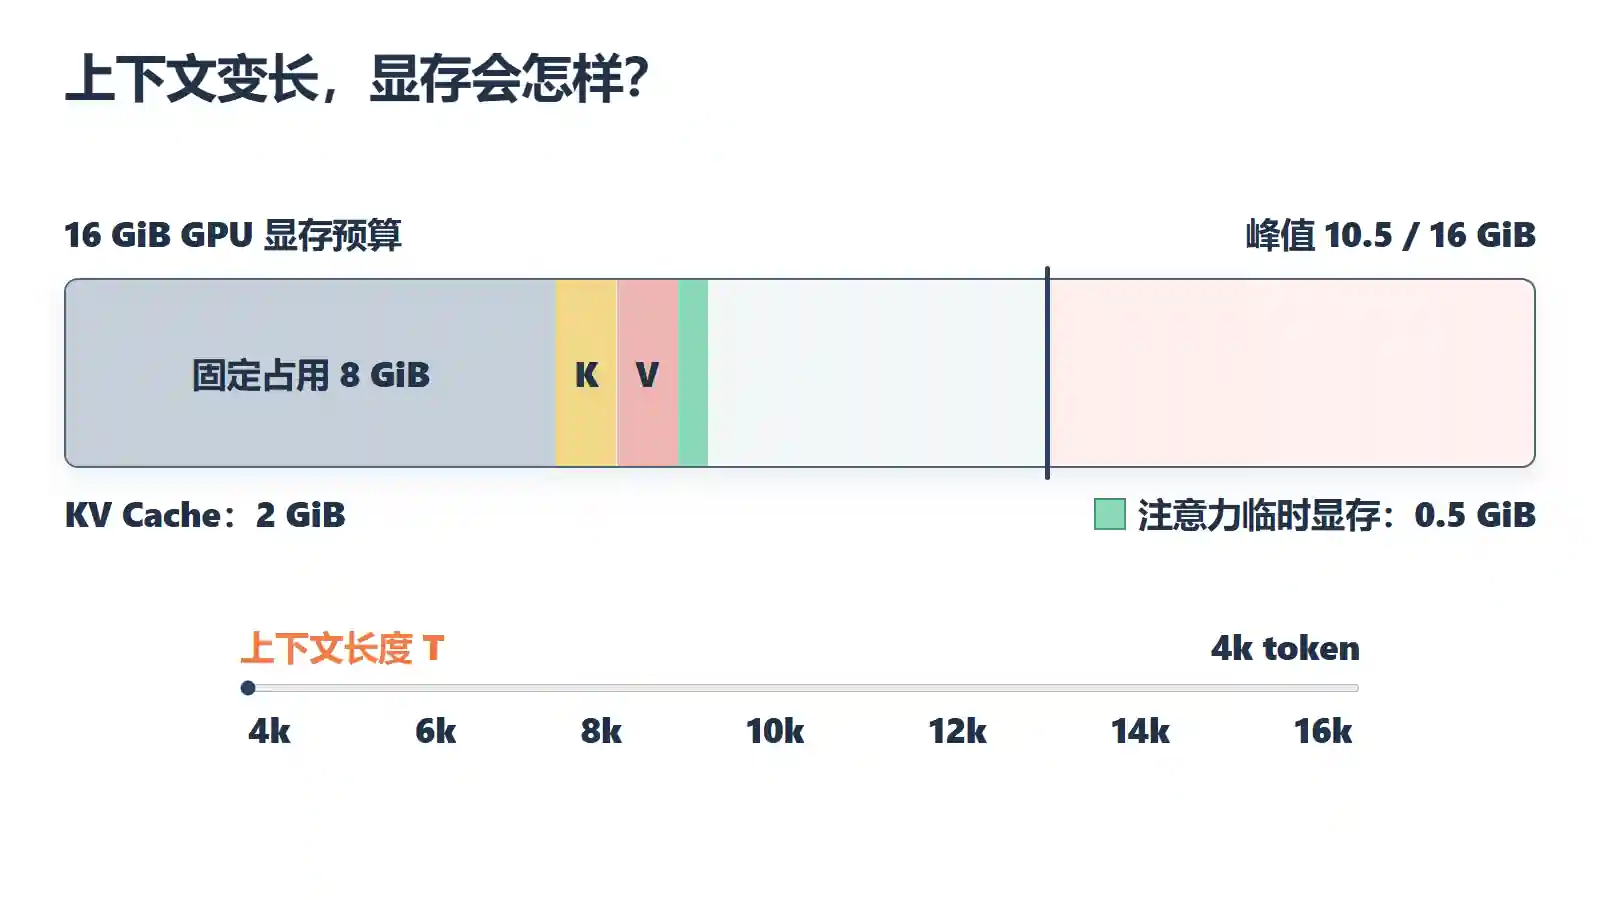 上下文变长，显存会怎样？
16 GiB GPU 显存预算
峰值 10.5 / 16 GiB
固定占用 8 GiB
K
V
KV Cache：2 GiB
注意力临时显存：0.5 GiB
上下文长度 T
4k token
4k 6k 8k 10k 12k 14k 16k